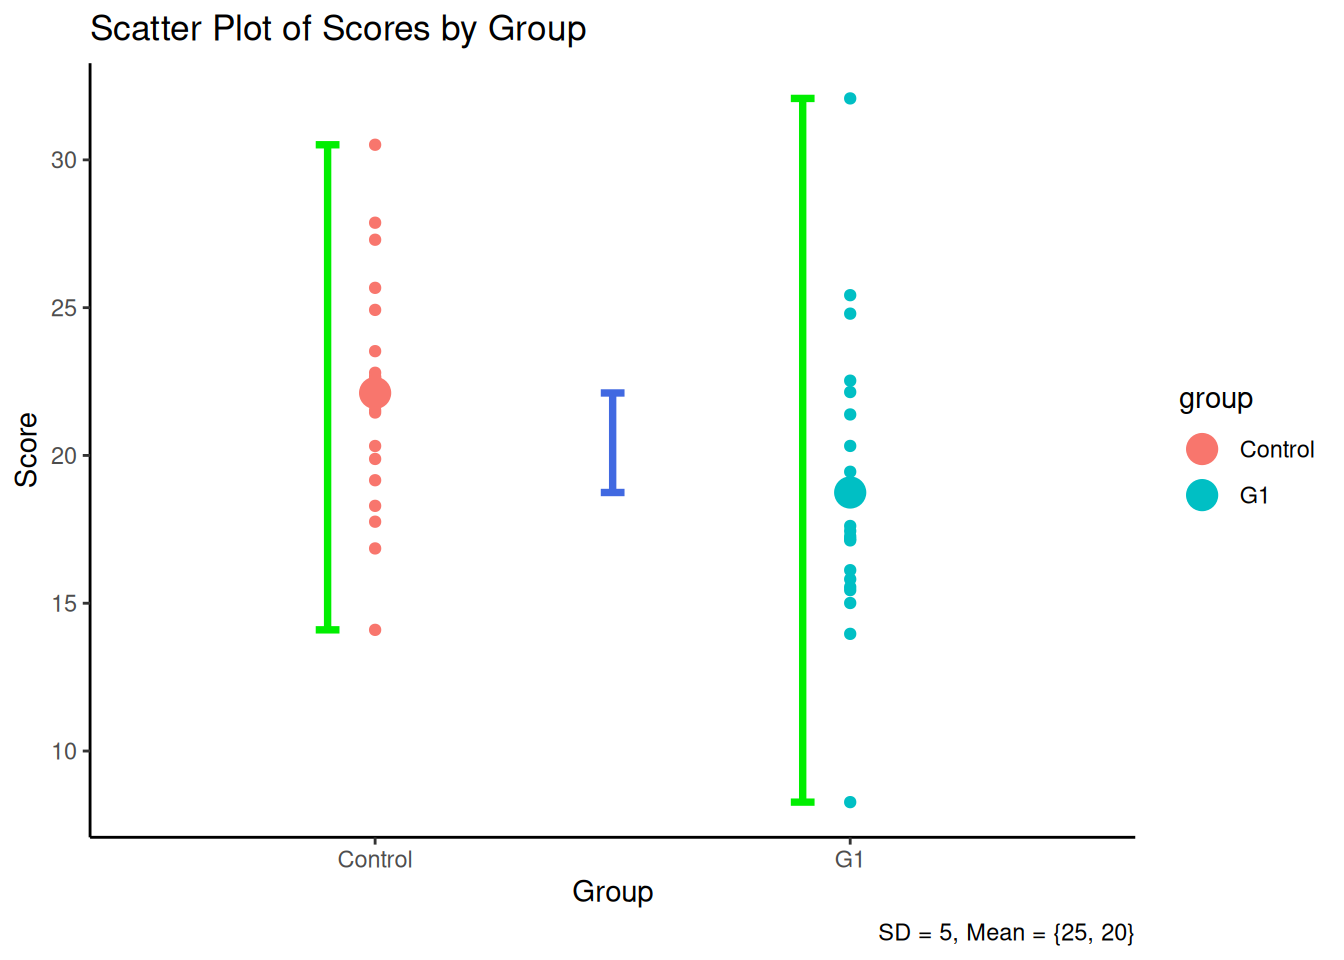 Scatter Plot of Scores by Group
Score
30
25
20
15
10
Control
G1
Group
group
Control
G1
SD = 5, Mean = {25, 20}